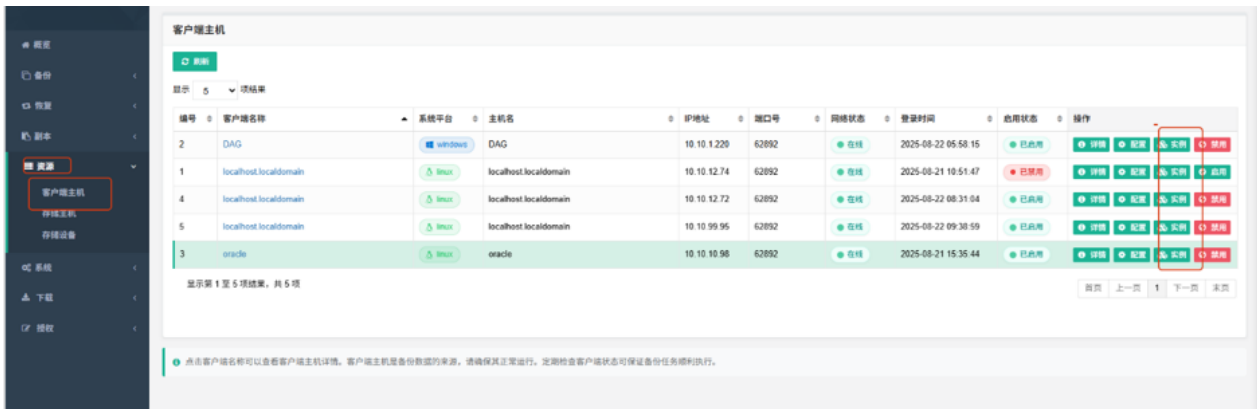 概览
备份
恢复
副本
资源
客户端主机
存储主机
存储设备
系统
下载
授权
客户端主机
刷新
显示 5 项结果
编号 客户端名称 系统平台 主机名 IP地址 端口号 网络状态 登录时间 启用状态 操作
2 DAG windows DAG 10.10.1.220 62892 在线 2025-08-22 05:58:15 已启用 详情 配置 实例 禁用
1 localhost.localdomain linux localhost.localdomain 10.10.12.74 62892 在线 2025-08-21 10:51:47 已禁用 详情 配置 实例 启用
4 localhost.localdomain linux localhost.localdomain 10.10.12.72 62892 在线 2025-08-22 08:31:04 已启用 详情 配置 实例 禁用
5 localhost.localdomain linux localhost.localdomain 10.10.99.95 62892 在线 2025-08-22 09:38:59 已启用 详情 配置 实例 禁用
3 oracle linux oracle 10.10.10.98 62892 在线 2025-08-21 15:35:44 已启用 详情 配置 实例 禁用
显示第 1 至 5 项结果，共 5 项
首页 上一页 1 下一页 末页
点击客户端名称可以查看客户端主机详情。客户端主机是备份数据的来源，请确保其正常运行。定期检查客户端状态可保证备份任务顺利执行。